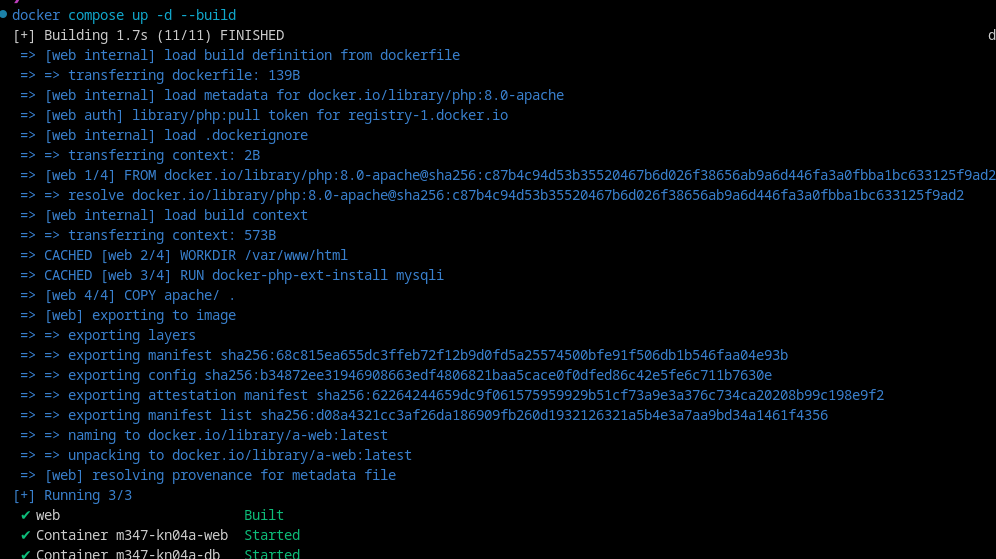 docker compose up -d --build
[+] Building 1.7s (11/11) FINISHED d
=> [web internal] load build definition from dockerfile
=> => transferring dockerfile: 139B
=> [web internal] load metadata for docker.io/library/php:8.0-apache
=> [web auth] library/php:pull token for registry-1.docker.io
=> [web internal] load .dockerignore
=> => transferring context: 2B
=> [web 1/4] FROM docker.io/library/php:8.0-apache@sha256:c87b4c94d53b35520467b6d026f38656ab9a6d446fa3a0fbba1bc633125f9ad2
=> => resolve docker.io/library/php:8.0-apache@sha256:c87b4c94d53b35520467b6d026f38656ab9a6d446fa3a0fbba1bc633125f9ad2
=> [web internal] load build context
=> => transferring context: 573B
=> CACHED [web 2/4] WORKDIR /var/www/html
=> CACHED [web 3/4] RUN docker-php-ext-install mysqli
=> [web 4/4] COPY apache/ .
=> [web] exporting to image
=> => exporting layers
=> => exporting manifest sha256:68c815ea655dc3ffeb72f12b9d0fd5a25574500bfe91f506db1b546faa04e93b
=> => exporting config sha256:b34872ee31946908663edf4806821baa5cace0f0dfed86c42e5fe6c711b7630e
=> => exporting attestation manifest sha256:62264244659dc9f061575959929b51cf73a9e3a376c734ca20208b99c198e9f2
=> => exporting manifest list sha256:d08a4321cc3af26da186909fb260d1932126321a5b4e3a7aa9bd34a1461f4356
=> => naming to docker.io/library/a-web:latest
=> => unpacking to docker.io/library/a-web:latest
=> [web] resolving provenance for metadata file
[+] Running 3/3
✔ web Built
✔ Container m347-kn04a-web Started
✔ Container m347-kn04a-db Started